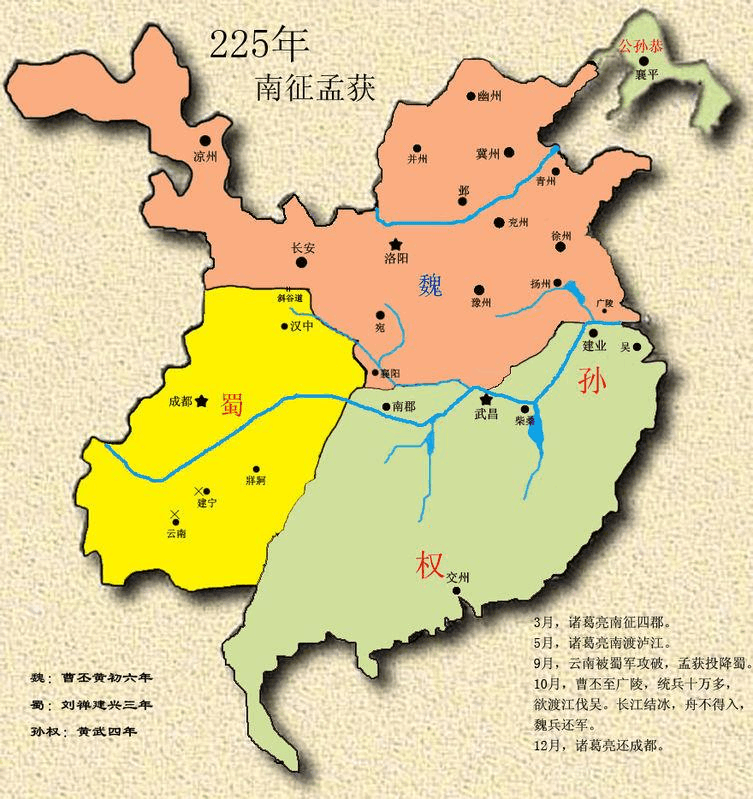 225年
南征孟获
公孙恭
襄平
幽州
凉州
并州
冀州
青州
邺
兖州
徐州
长安
洛阳
魏
扬州
豫州
斜谷道
广陵
汉中
宛
建业
吴
襄阳
孙
成都
蜀
南郡
武昌
柴桑
牂牁
建宁
云南
权
交州
3月，诸葛亮南征四郡。
5月，诸葛亮南渡泸江。
9月，云南被蜀军攻破，孟获投降蜀。
10月，曹丕至广陵，统兵十万多，
欲渡江伐吴。长江结冰，舟不得入，
魏兵还军。
12月，诸葛亮还成都。
魏：曹丕黄初六年
蜀：刘禅建兴三年
孙权：黄武四年